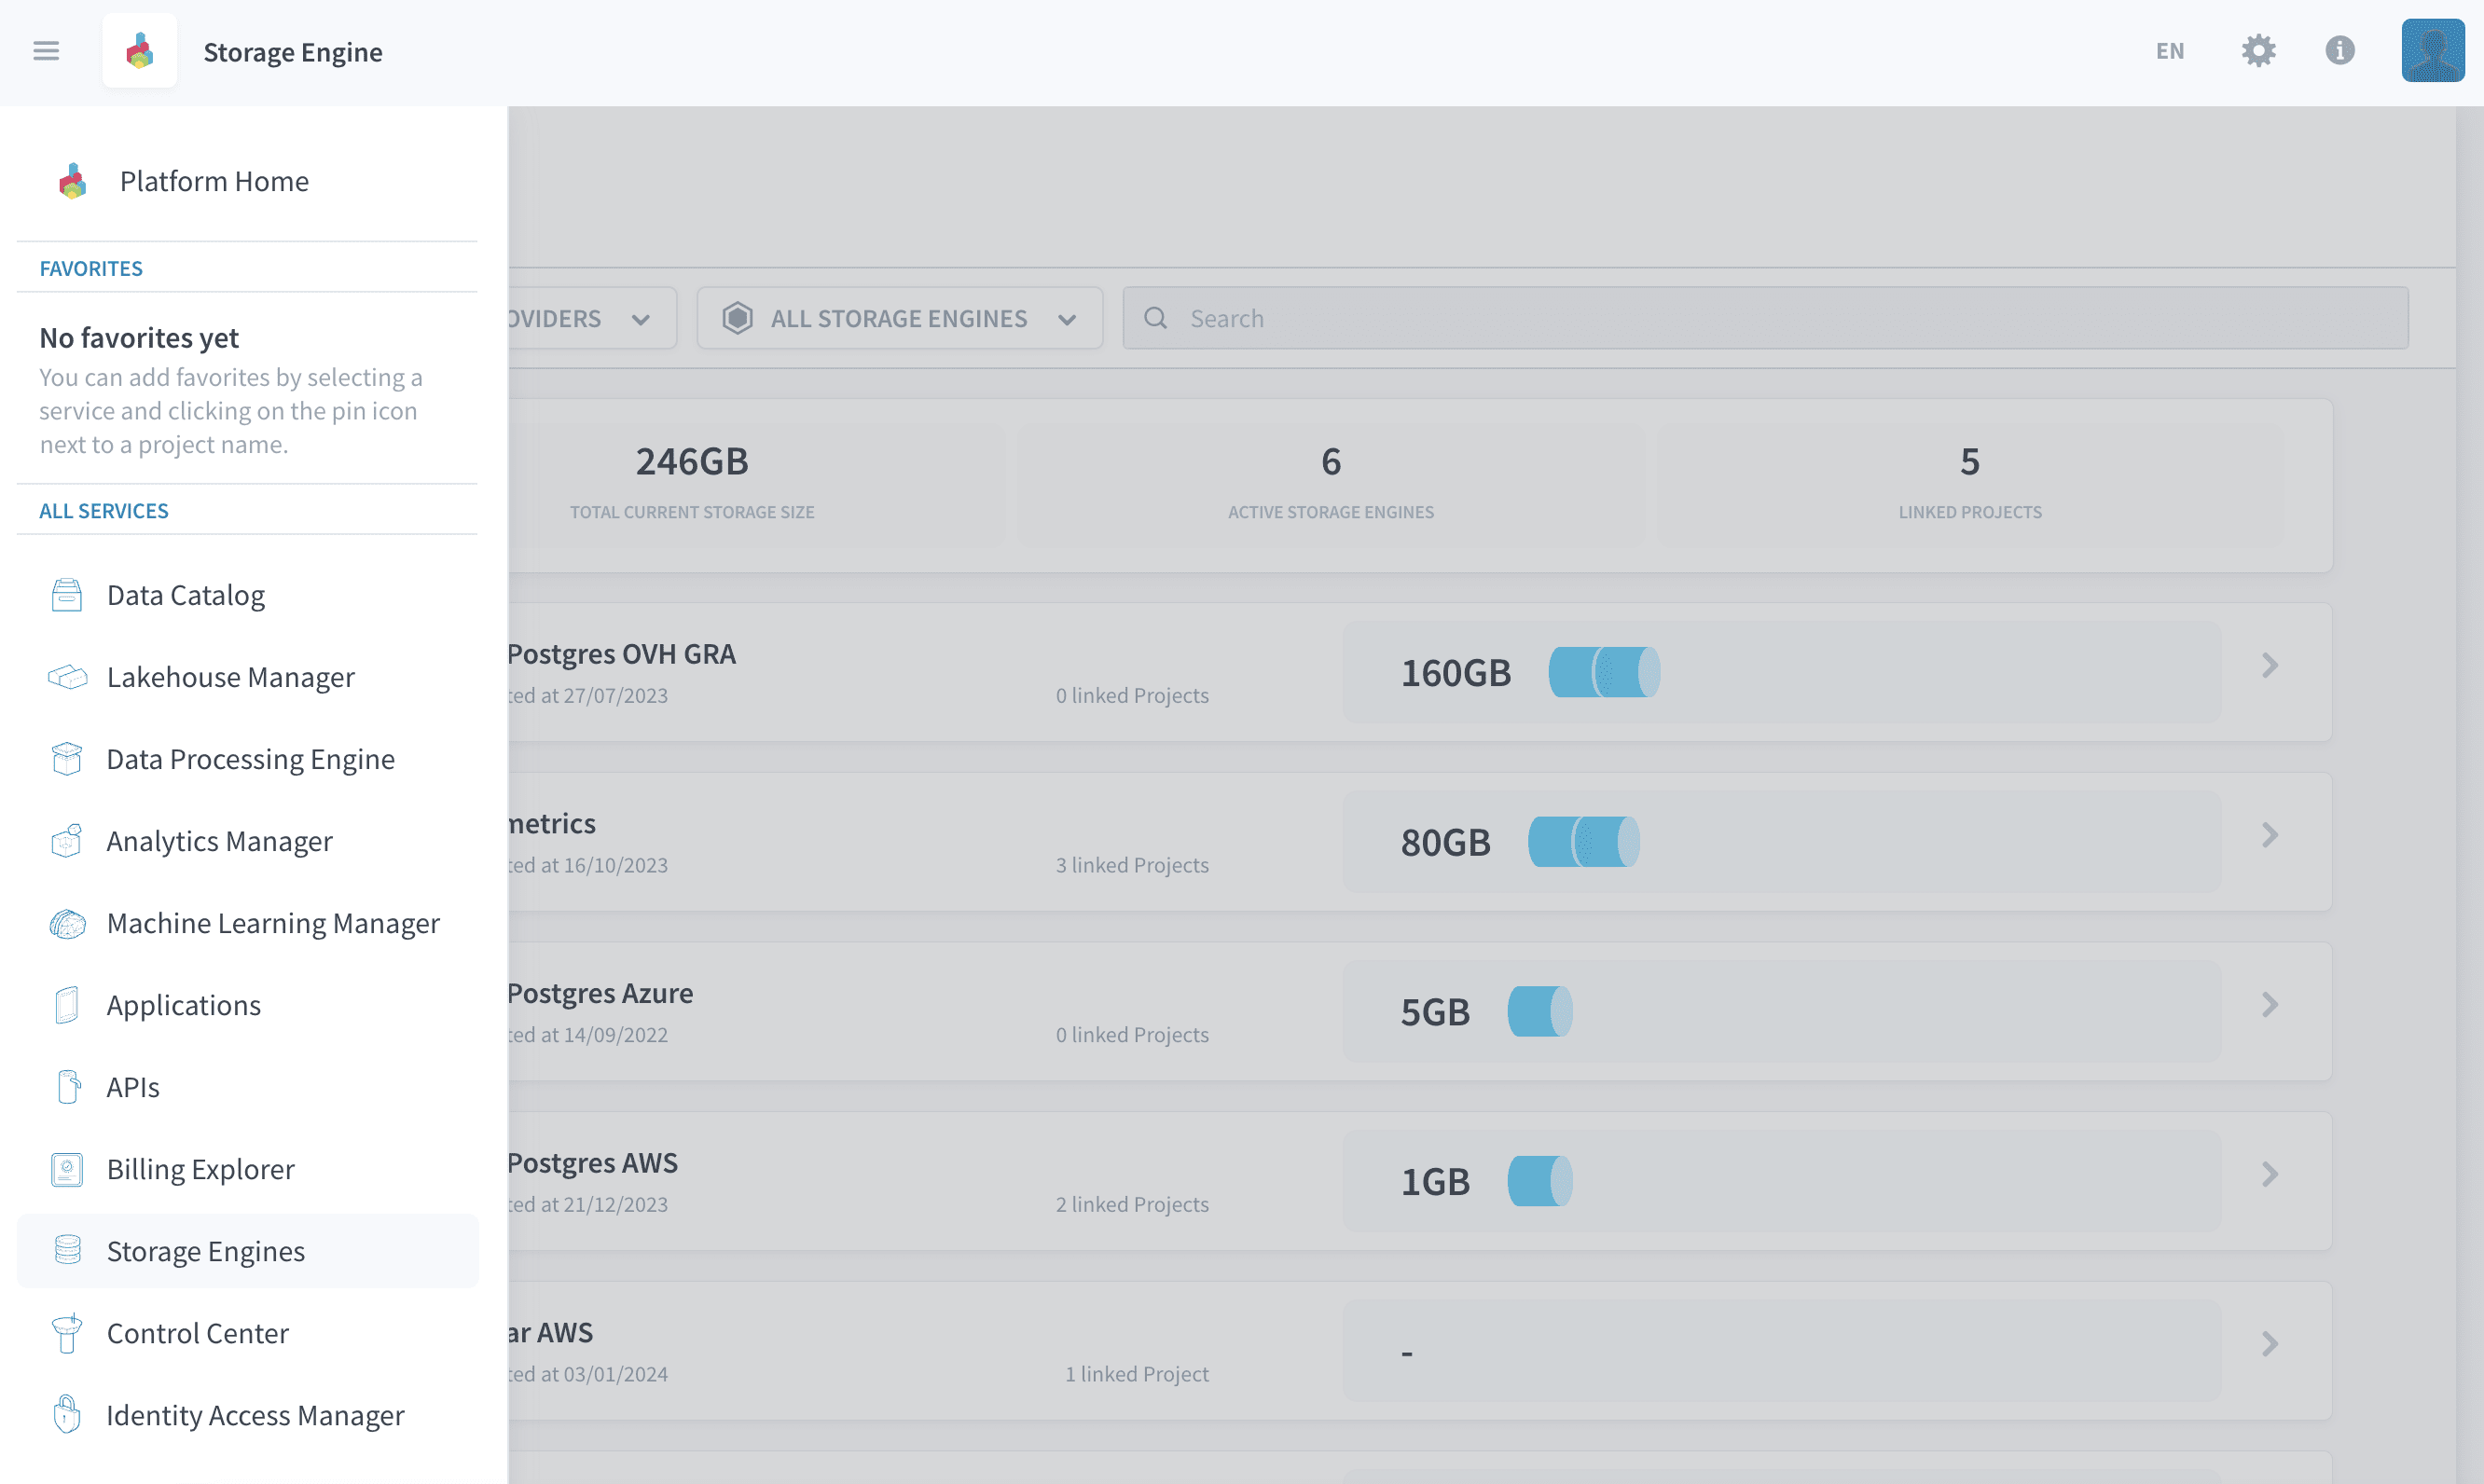 Storage Engine
EN
Platform Home
FAVORITES
No favorites yet
You can add favorites by selecting a
service and clicking on the pin icon
next to a project name.
ALL SERVICES
Data Catalog
Lakehouse Manager
Data Processing Engine
Analytics Manager
Machine Learning Manager
Applications
APIs
Billing Explorer
Storage Engines
Control Center
Identity Access Manager
OVIDERS
ALL STORAGE ENGINES
Search
246GB
TOTAL CURRENT STORAGE SIZE
6
ACTIVE STORAGE ENGINES
5
LINKED PROJECTS
Postgres OVH GRA
ted at 27/07/2023
0 linked Projects
160GB
metrics
ted at 16/10/2023
3 linked Projects
80GB
Postgres Azure
ted at 14/09/2022
0 linked Projects
5GB
Postgres AWS
ted at 21/12/2023
2 linked Projects
1GB
ar AWS
ted at 03/01/2024
1 linked Project
-